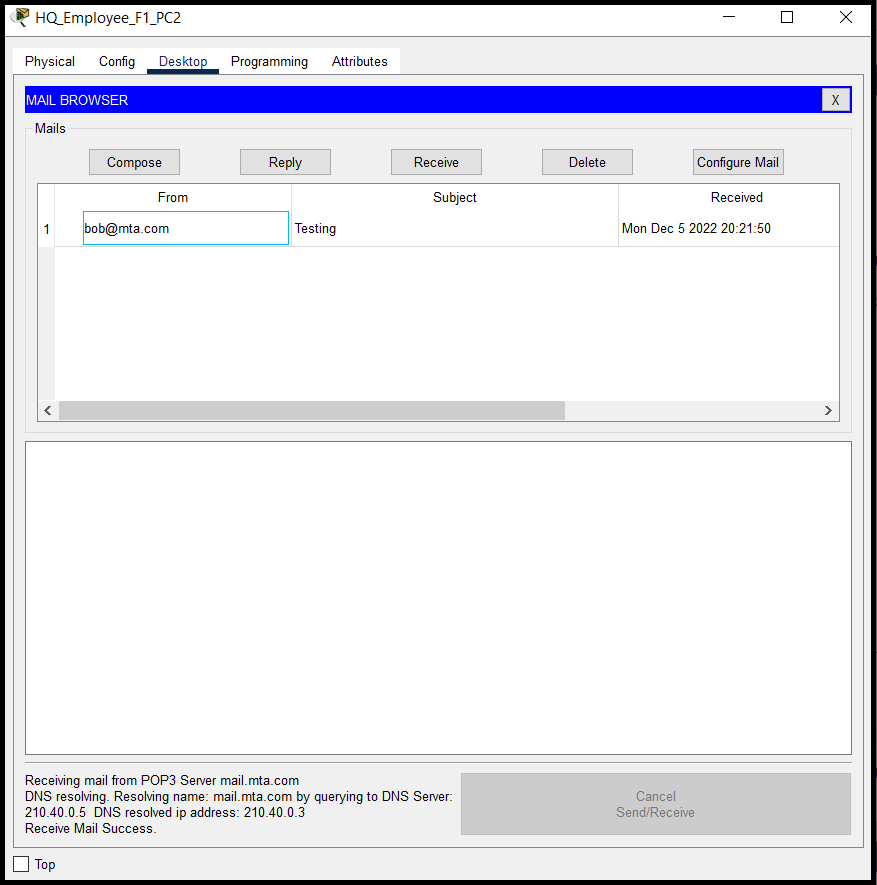 HQ_Employee_F1_PC2
Physical Config Desktop Programming Attributes
MAIL BROWSER X
Mails
Compose Reply Receive Delete Configure Mail
From Subject Received
1 bob@mta.com Testing Mon Dec 5 2022 20:21:50
Receiving mail from POP3 Server mail.mta.com
DNS resolving. Resolving name: mail.mta.com by querying to DNS Server:
210.40.0.5 DNS resolved ip address: 210.40.0.3
Receive Mail Success.
Cancel
Send/Receive
Top